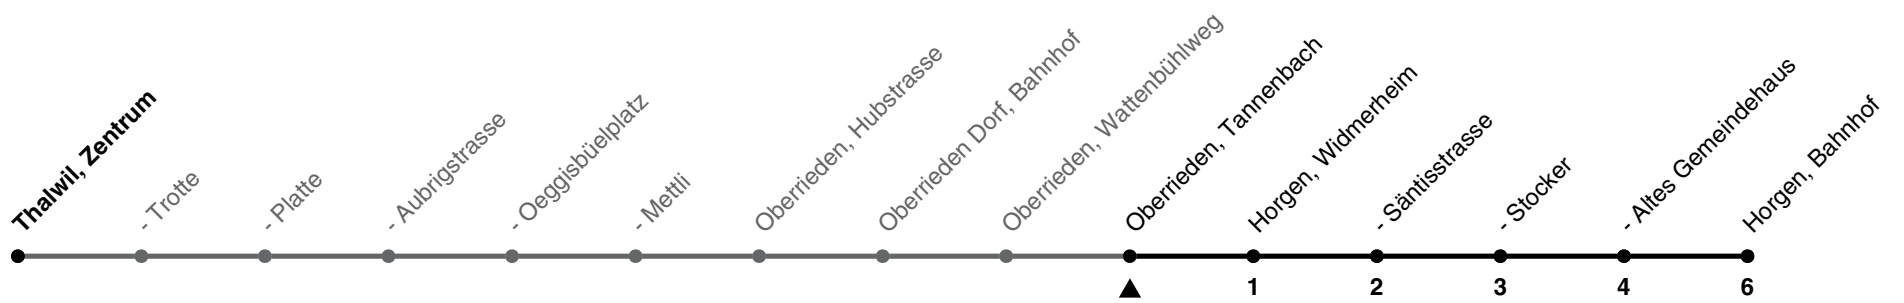 Thalwil, Zentrum
- Trotte
- Platte
- Aubrigstrasse
- Oeggisbüelplatz
- Mettli
Oberrieden, Hubstrasse
Oberrieden Dorf, Bahnhof
Oberrieden, Wattenbühlweg
Oberrieden, Tannenbach
Horgen, Widmerheim
- Säntisstrasse
- Stocker
- Altes Gemeindehaus
Horgen, Bahnhof
1 2 3 4 6